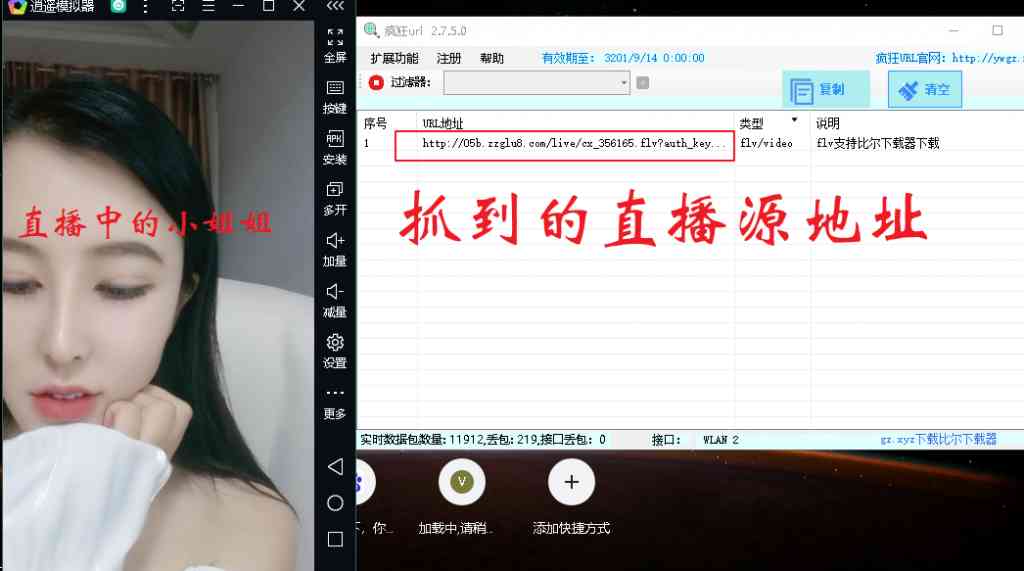 逍遥模拟器
全屏
按键
RPK
安装
多开
加量
减量
设置
更多
直播中的小姐姐
疯狂url 2.7.5.0
扩展功能 注册 帮助 有效期至: 3201/9/14 0:00:00 疯狂URL官网: http://ywgz.
过滤器:
复制
清空
序号 URL地址 类型 说明
1 http://05b.zzglu8.com/live/cx_356165.flv?auth_key... flv/video flv支持比尔下载器下载
抓到的直播源地址
实时数据包数量: 11912,丢包: 219,接口丢包: 0 接口: WLAN 2 gz.xyz下载比尔下载器
V
下，你... 加载中,请稍... 添加快捷方式